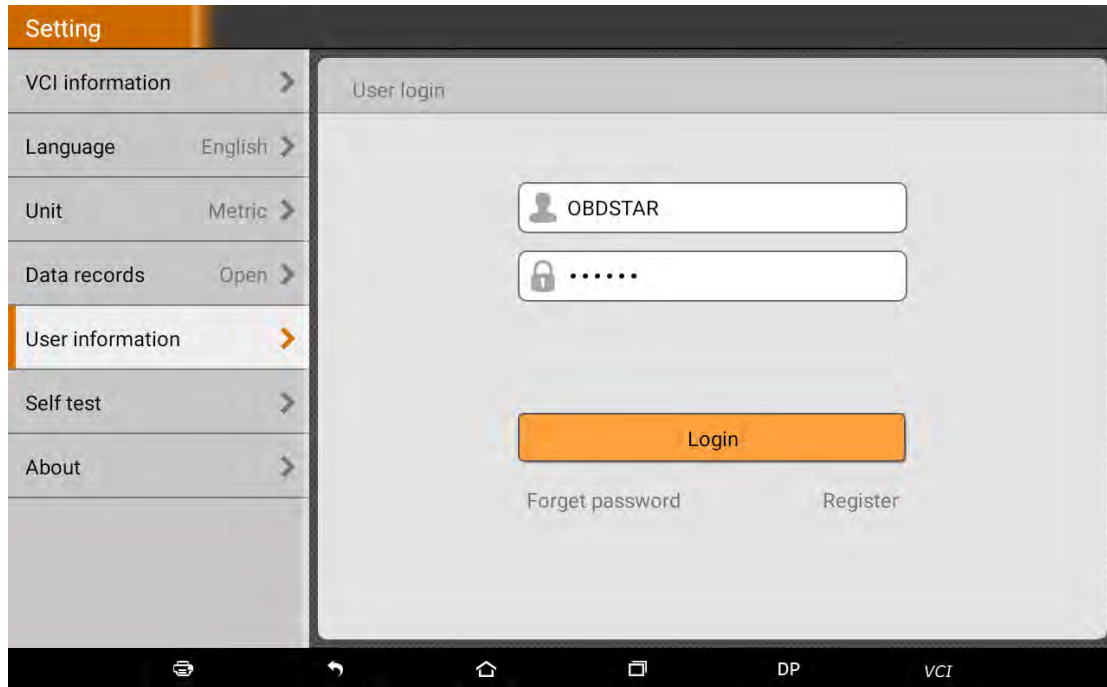 Setting
VCI information
Language English
Unit Metric
Data records Open
User information
Self test
About
User login
OBDSTAR
••••••
Login
Forget password Register
DP VCI